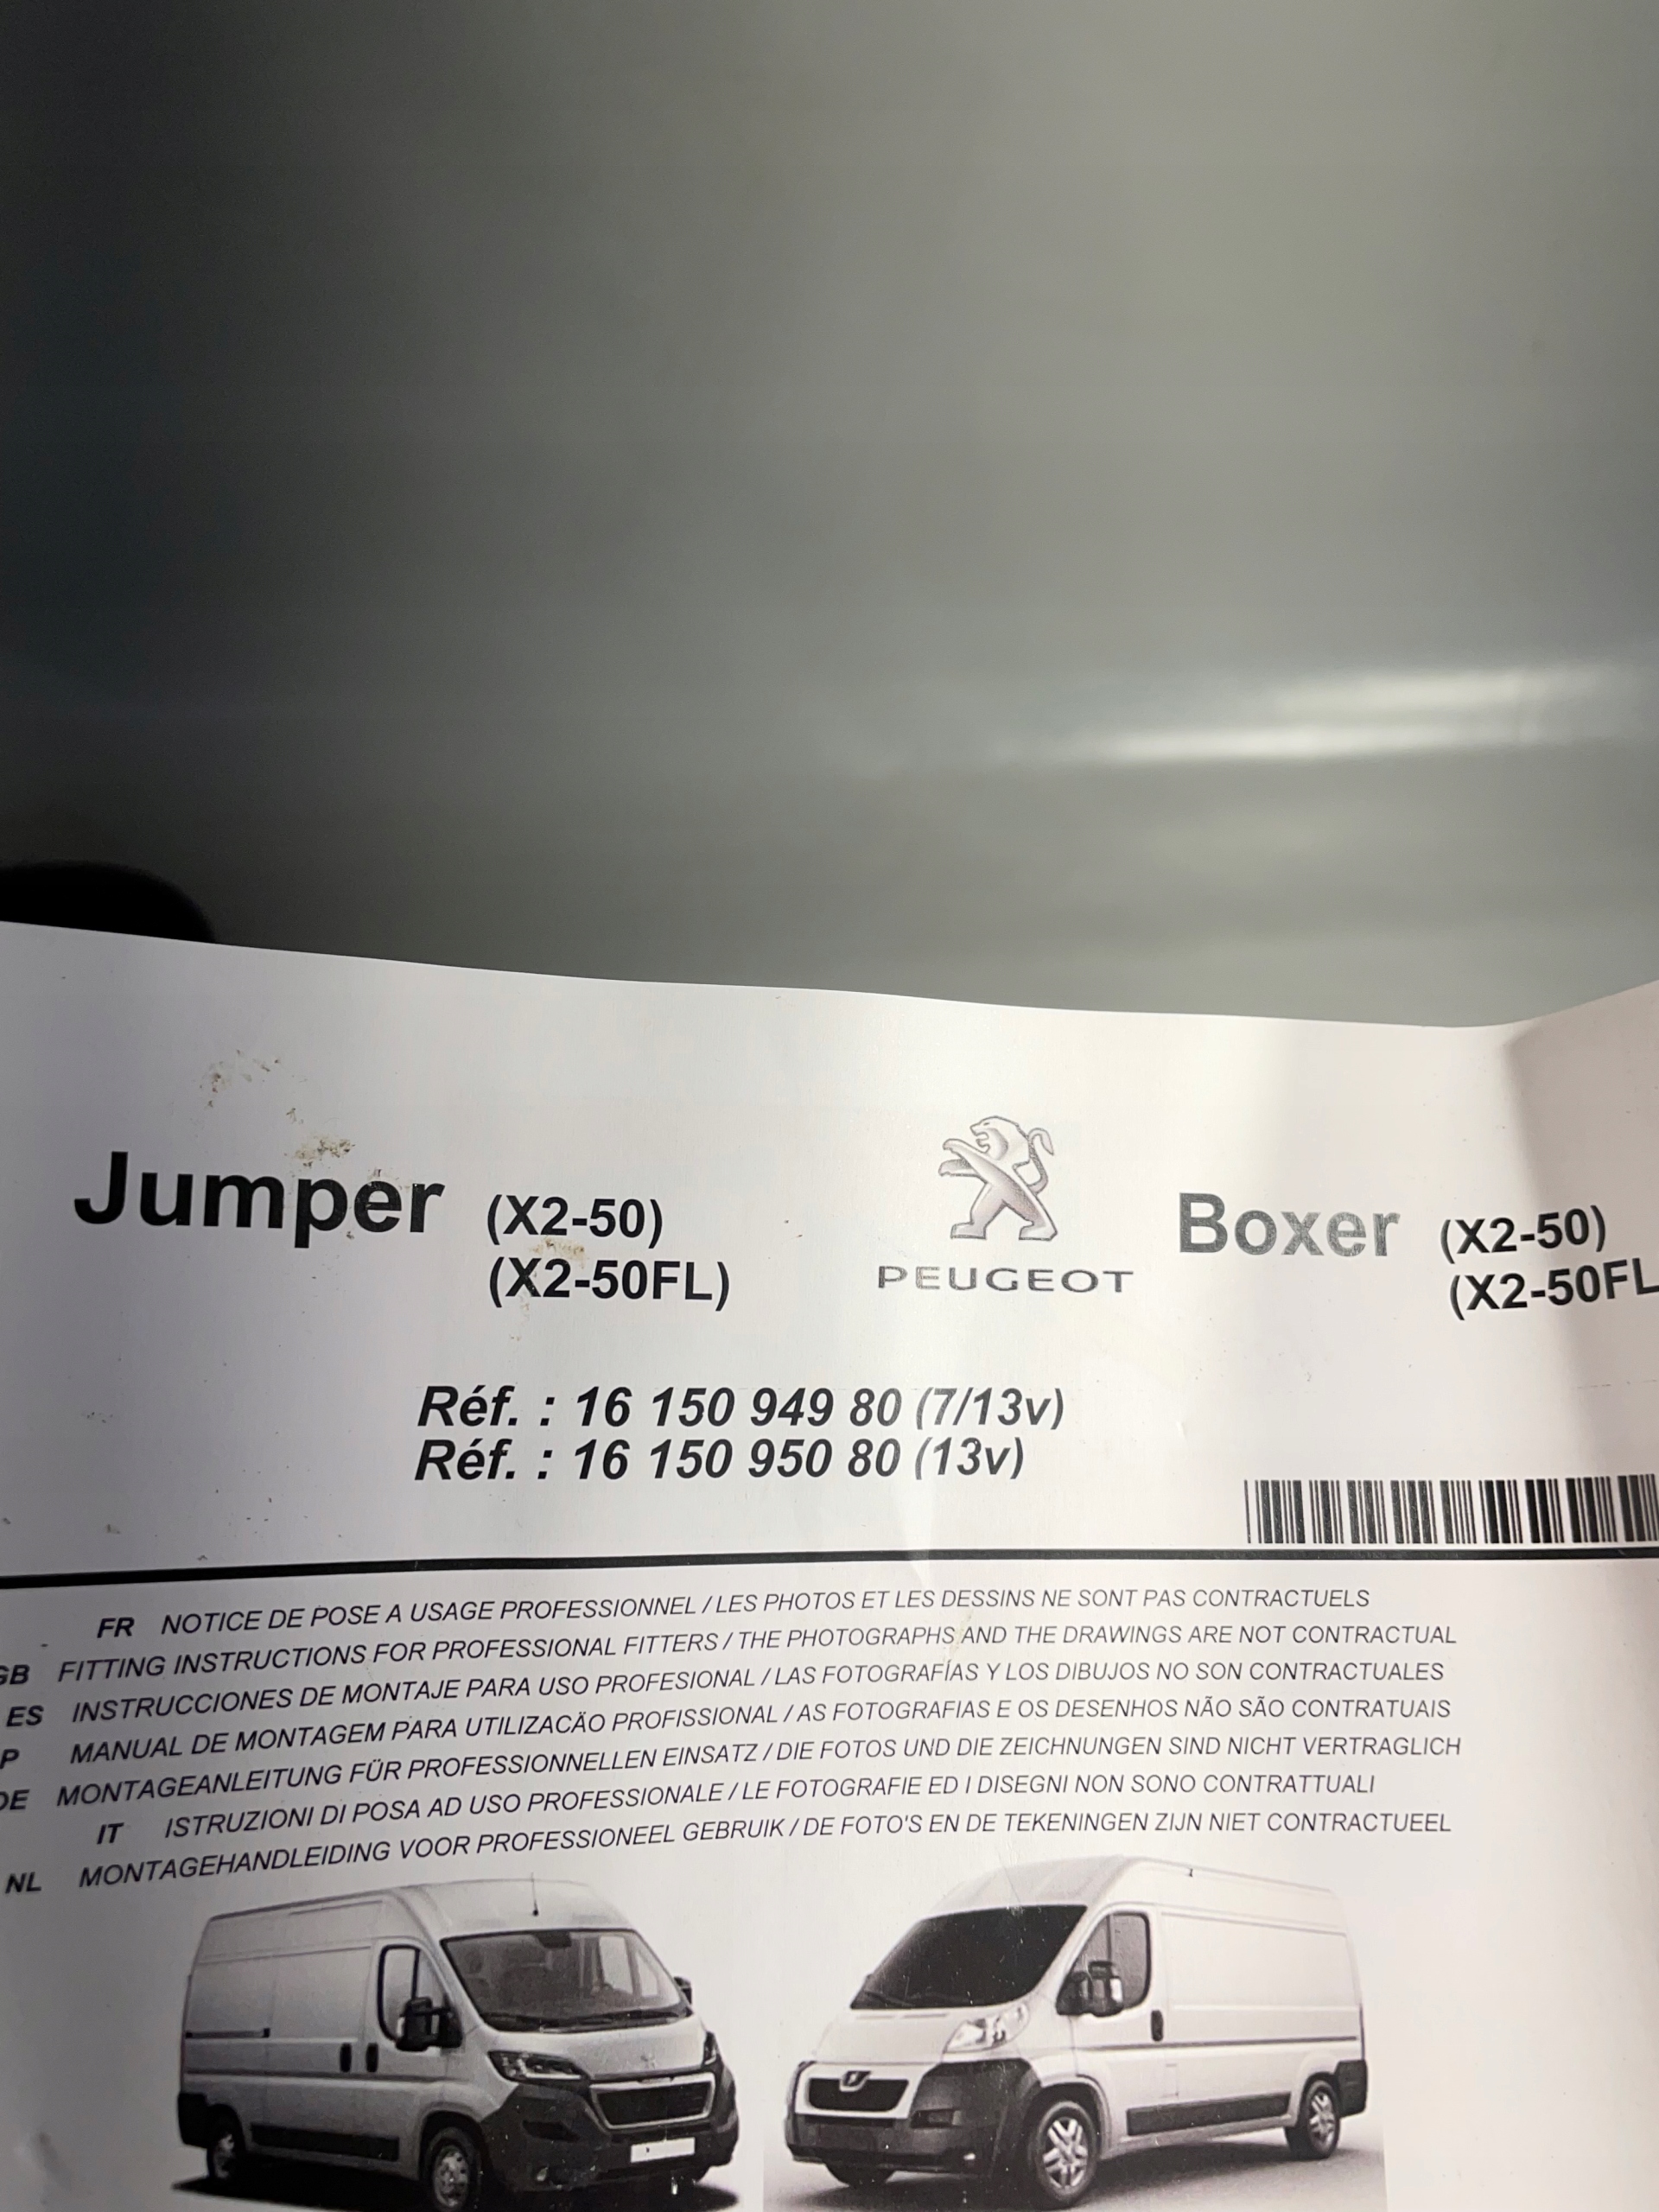 Jumper (X2-50)
(X2-50FL)
PEUGEOT
Boxer (X2-50)
(X2-50FL
Réf. : 16 150 949 80 (7/13v)
Réf. : 16 150 950 80 (13v)
FR NOTICE DE POSE A USAGE PROFESSIONNEL / LES PHOTOS ET LES DESSINS NE SONT PAS CONTRACTUELS
GB FITTING INSTRUCTIONS FOR PROFESSIONAL FITTERS / THE PHOTOGRAPHS AND THE DRAWINGS ARE NOT CONTRACTUAL
ES INSTRUCCIONES DE MONTAJE PARA USO PROFESIONAL / LAS FOTOGRAFÍAS Y LOS DIBUJOS NO SON CONTRACTUALES
P MANUAL DE MONTAGEM PARA UTILIZACÄO PROFISSIONAL / AS FOTOGRAFIAS E OS DESENHOS NÃO SÃO CONTRATUAIS
DE MONTAGEANLEITUNG FÜR PROFESSIONNELLEN EINSATZ / DIE FOTOS UND DIE ZEICHNUNGEN SIND NICHT VERTRAGLICH
IT ISTRUZIONI DI POSA AD USO PROFESSIONALE / LE FOTOGRAFIE ED I DISEGNI NON SONO CONTRATTUALI
NL MONTAGEHANDLEIDING VOOR PROFESSIONEEL GEBRUIK / DE FOTO'S EN DE TEKENINGEN ZIJN NIET CONTRACTUEEL